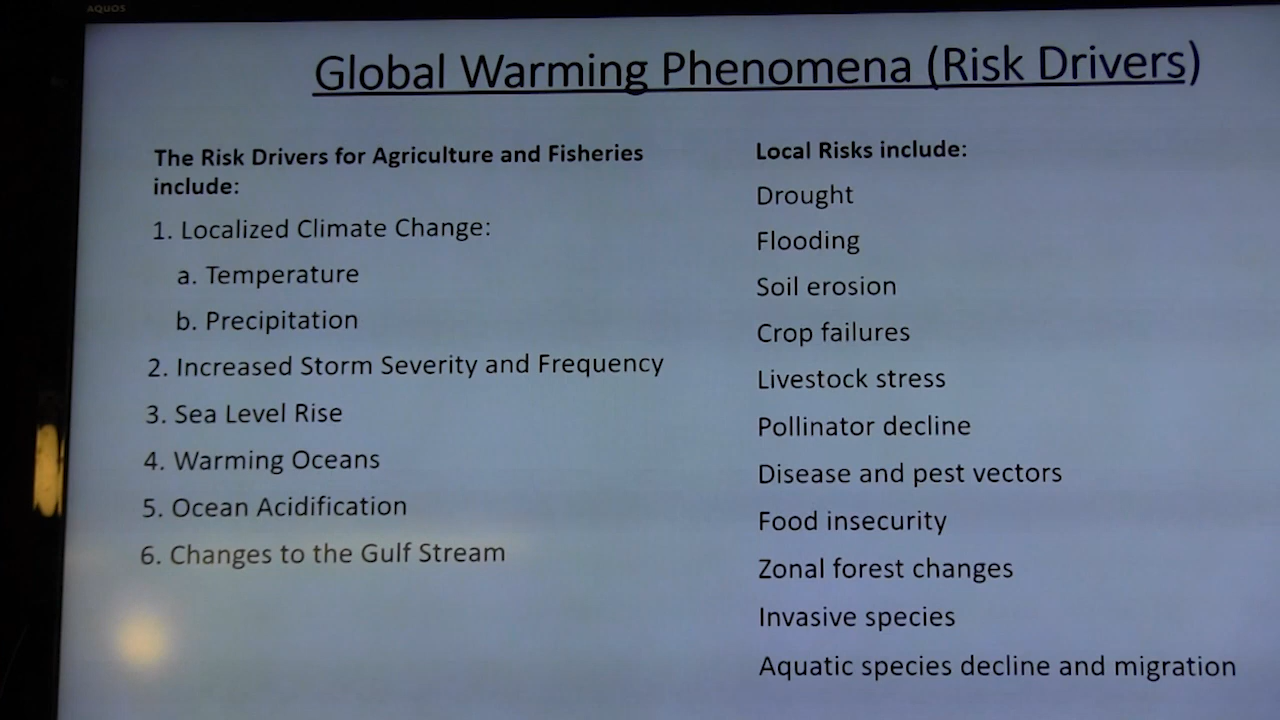 AQUOS
Global Warming Phenomena (Risk Drivers)
The Risk Drivers for Agriculture and Fisheries
include:
1. Localized Climate Change:
a. Temperature
b. Precipitation
2. Increased Storm Severity and Frequency
3. Sea Level Rise
4. Warming Oceans
5. Ocean Acidification
6. Changes to the Gulf Stream
Local Risks include:
Drought
Flooding
Soil erosion
Crop failures
Livestock stress
Pollinator decline
Disease and pest vectors
Food insecurity
Zonal forest changes
Invasive species
Aquatic species decline and migration